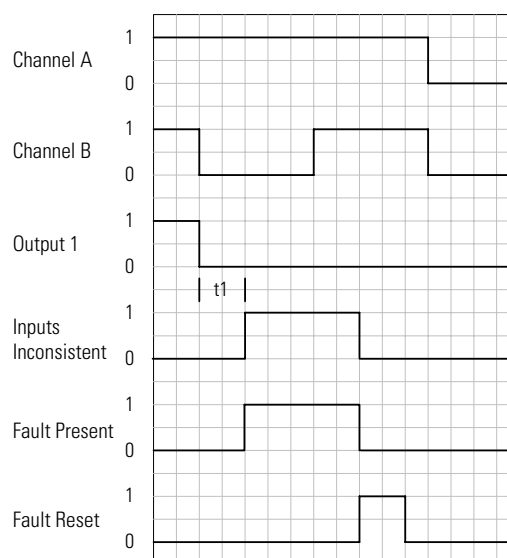 1
Channel A
0
1
Channel B
0
1
Output 1
0
t1
1
Inputs
Inconsistent
0
1
Fault Present
0
1
Fault Reset
0